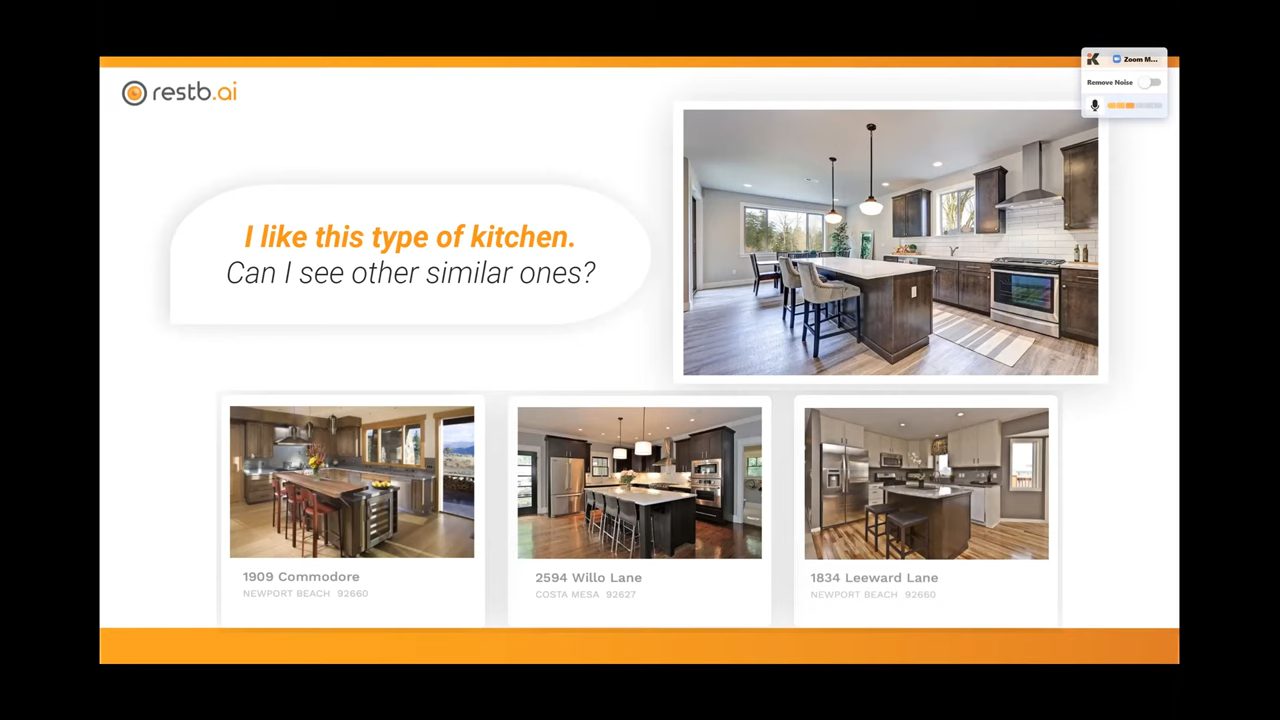 restb.ai
Zoom M...
Remove Noise
I like this type of kitchen.
Can I see other similar ones?
1909 Commodore
NEWPORT BEACH 92660
2594 Willo Lane
COSTA MESA 92627
1834 Leeward Lane
NEWPORT BEACH 92660